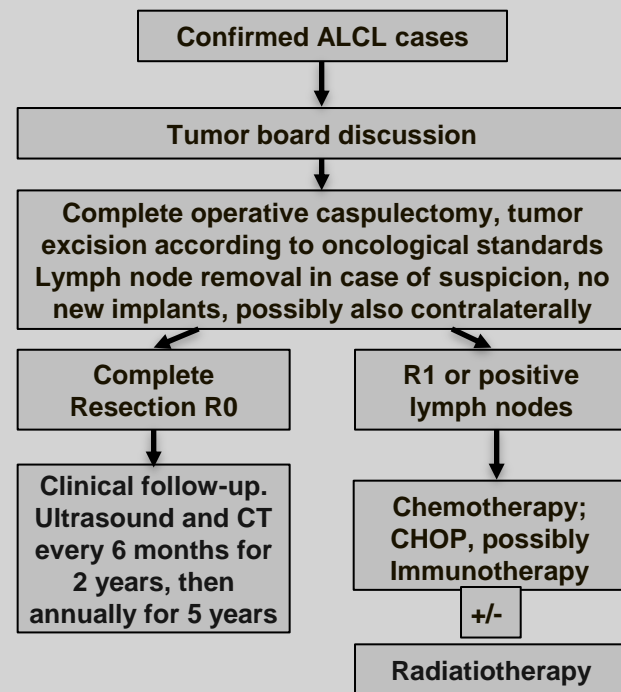 Confirmed ALCL cases
Tumor board discussion
Complete operative caspulectomy, tumor
excision according to oncological standards
Lymph node removal in case of suspicion, no
new implants, possibly also contralaterally
Complete
Resection R0
R1 or positive
lymph nodes
Clinical follow-up.
Ultrasound and CT
every 6 months for
2 years, then
annually for 5 years
Chemotherapy;
CHOP, possibly
Immunotherapy
+/-
Radiatiotherapy